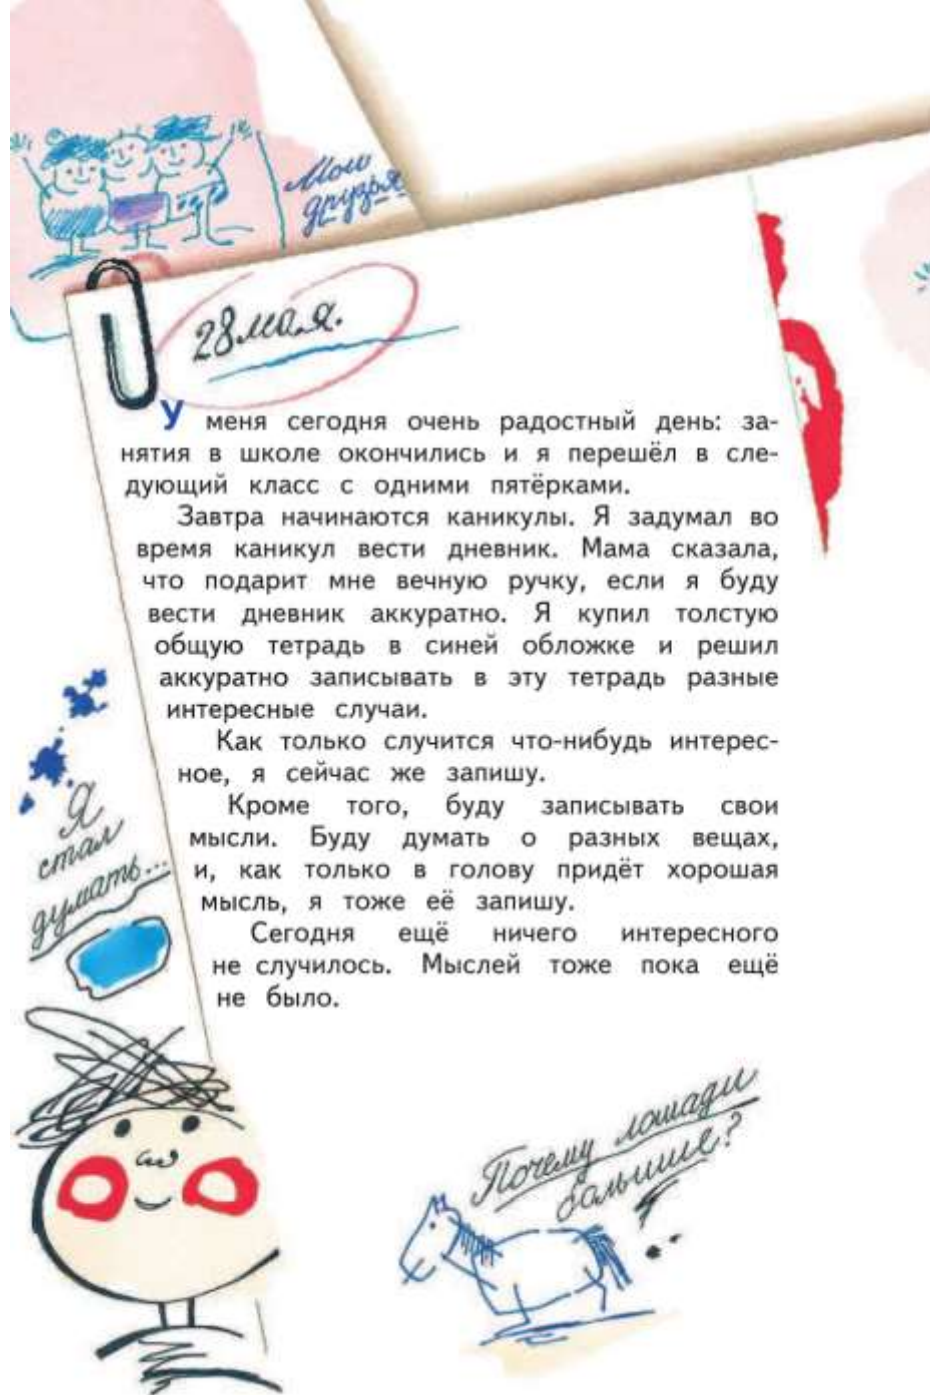 Мои
друзья
28 мая.
У меня сегодня очень радостный день: за-
нятия в школе окончились и я перешёл в сле-
дующий класс с одними пятёрками.
Завтра начинаются каникулы. Я задумал во
время каникул вести дневник. Мама сказала,
что подарит мне вечную ручку, если я буду
вести дневник аккуратно. Я купил толстую
общую тетрадь в синей обложке и решил
аккуратно записывать в эту тетрадь разные
интересные случаи.
Как только случится что-нибудь интерес-
ное, я сейчас же запишу.
Кроме того, буду записывать свои
мысли. Буду думать о разных вещах,
и, как только в голову придёт хорошая
мысль, я тоже её запишу.
Сегодня ещё ничего интересного
не случилось. Мыслей тоже пока ещё
не было.
Я
стал
думать...
Почему лошади
большие?